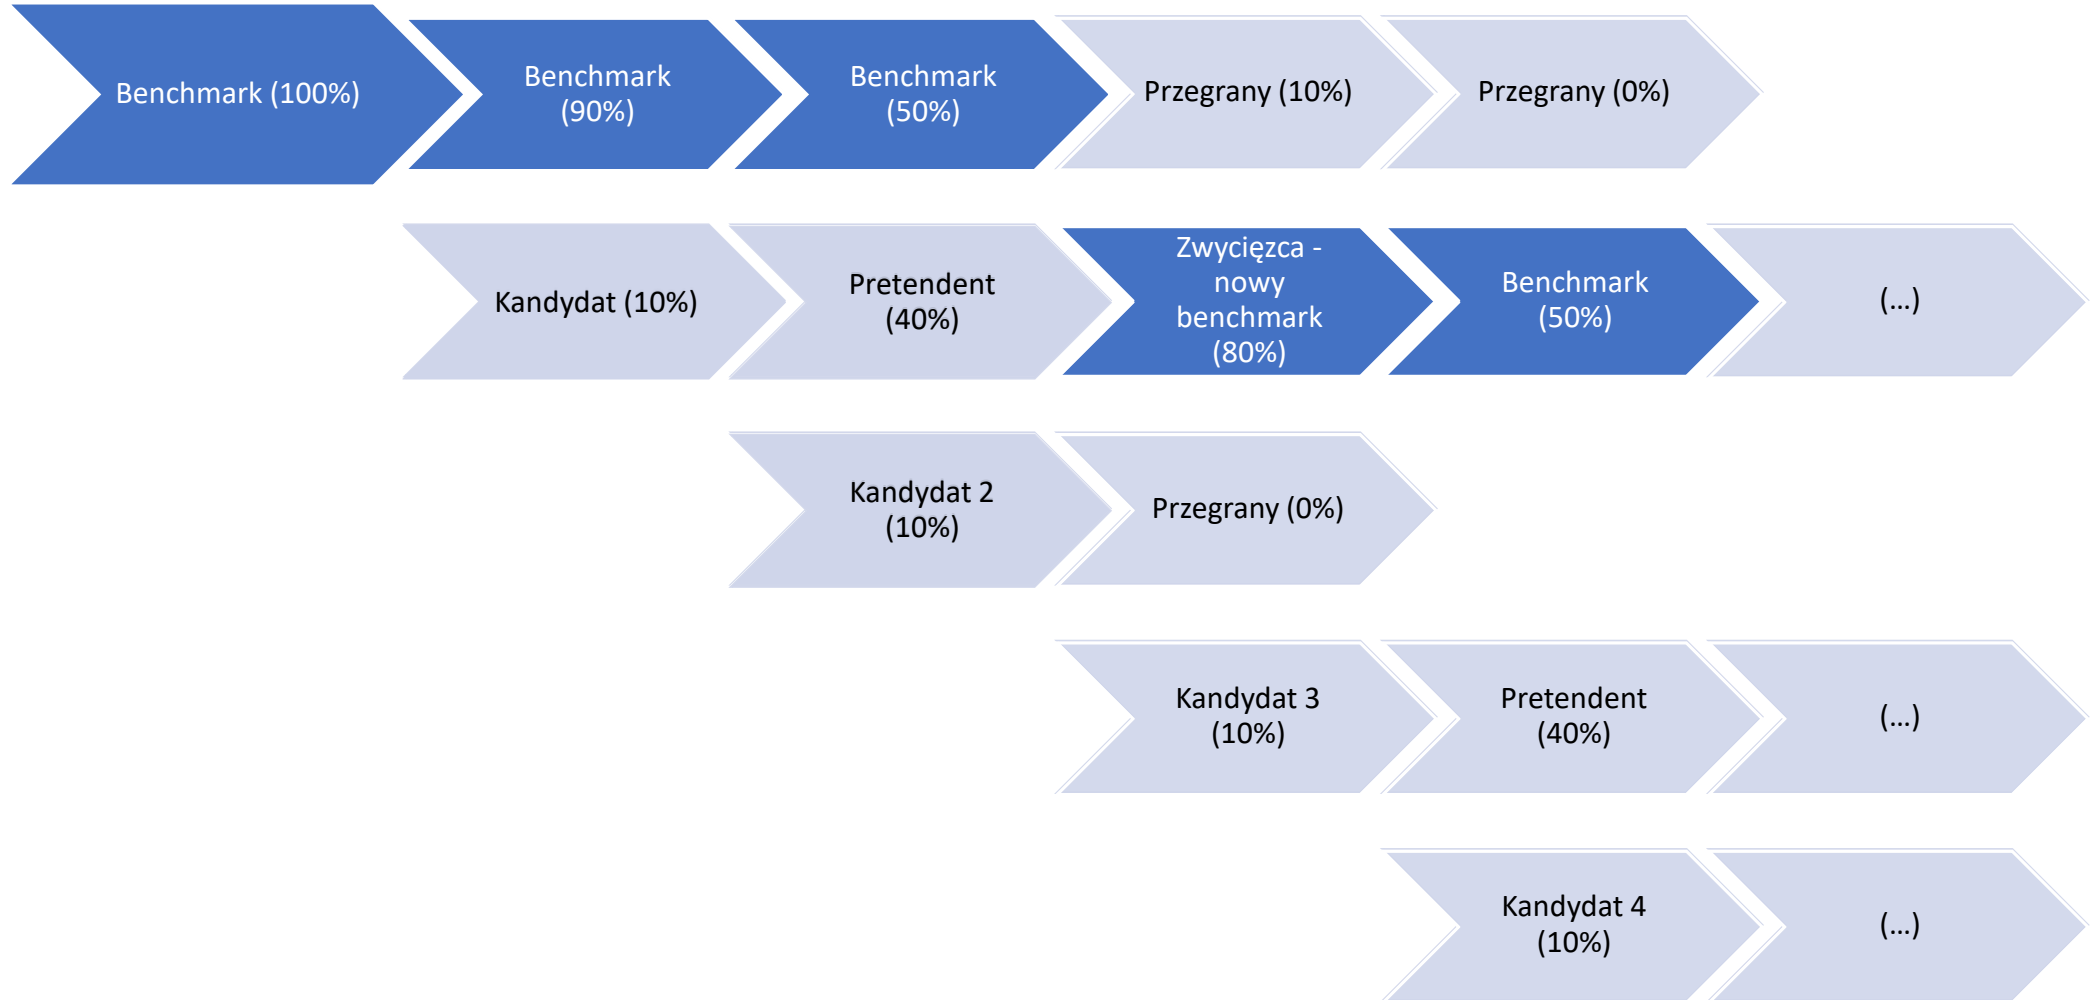 Benchmark (100%)
Benchmark
(90%)
Benchmark
(50%)
Przegrany (10%)
Przegrany (0%)
Kandydat (10%)
Pretendent
(40%)
Zwycięzca -
nowy
benchmark
(80%)
Benchmark
(50%)
(...)
Kandydat 2
(10%)
Przegrany (0%)
Kandydat 3
(10%)
Pretendent
(40%)
(...)
Kandydat 4
(10%)
(...)